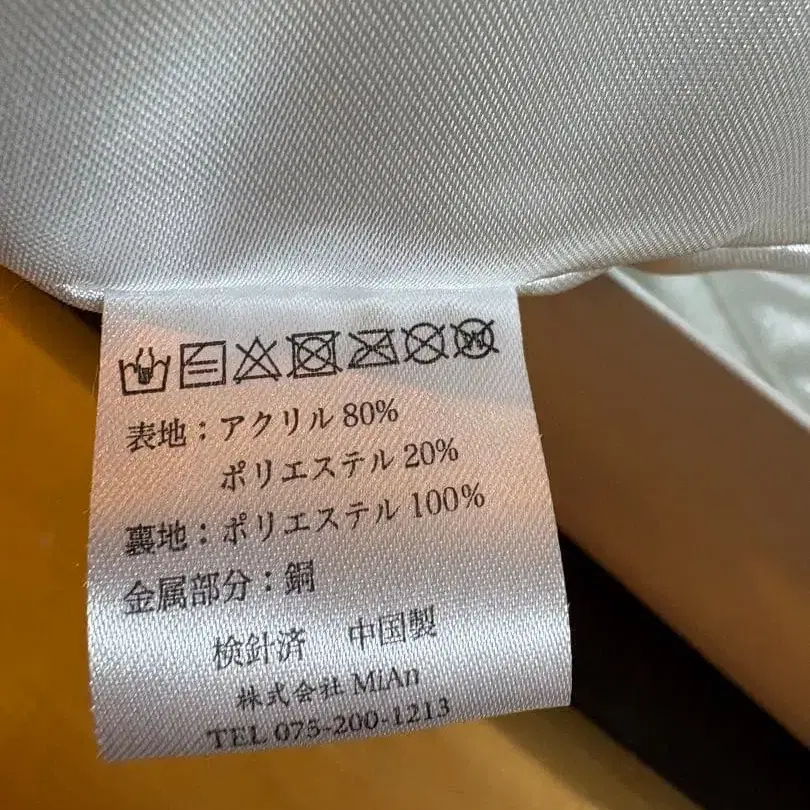 表地：アクリル 80%
ポリエステル 20%
裏地：ポリエステル 100%
金属部分：銅
検針済 中国製
株式会社 MiAn
TEL 075-200-1213